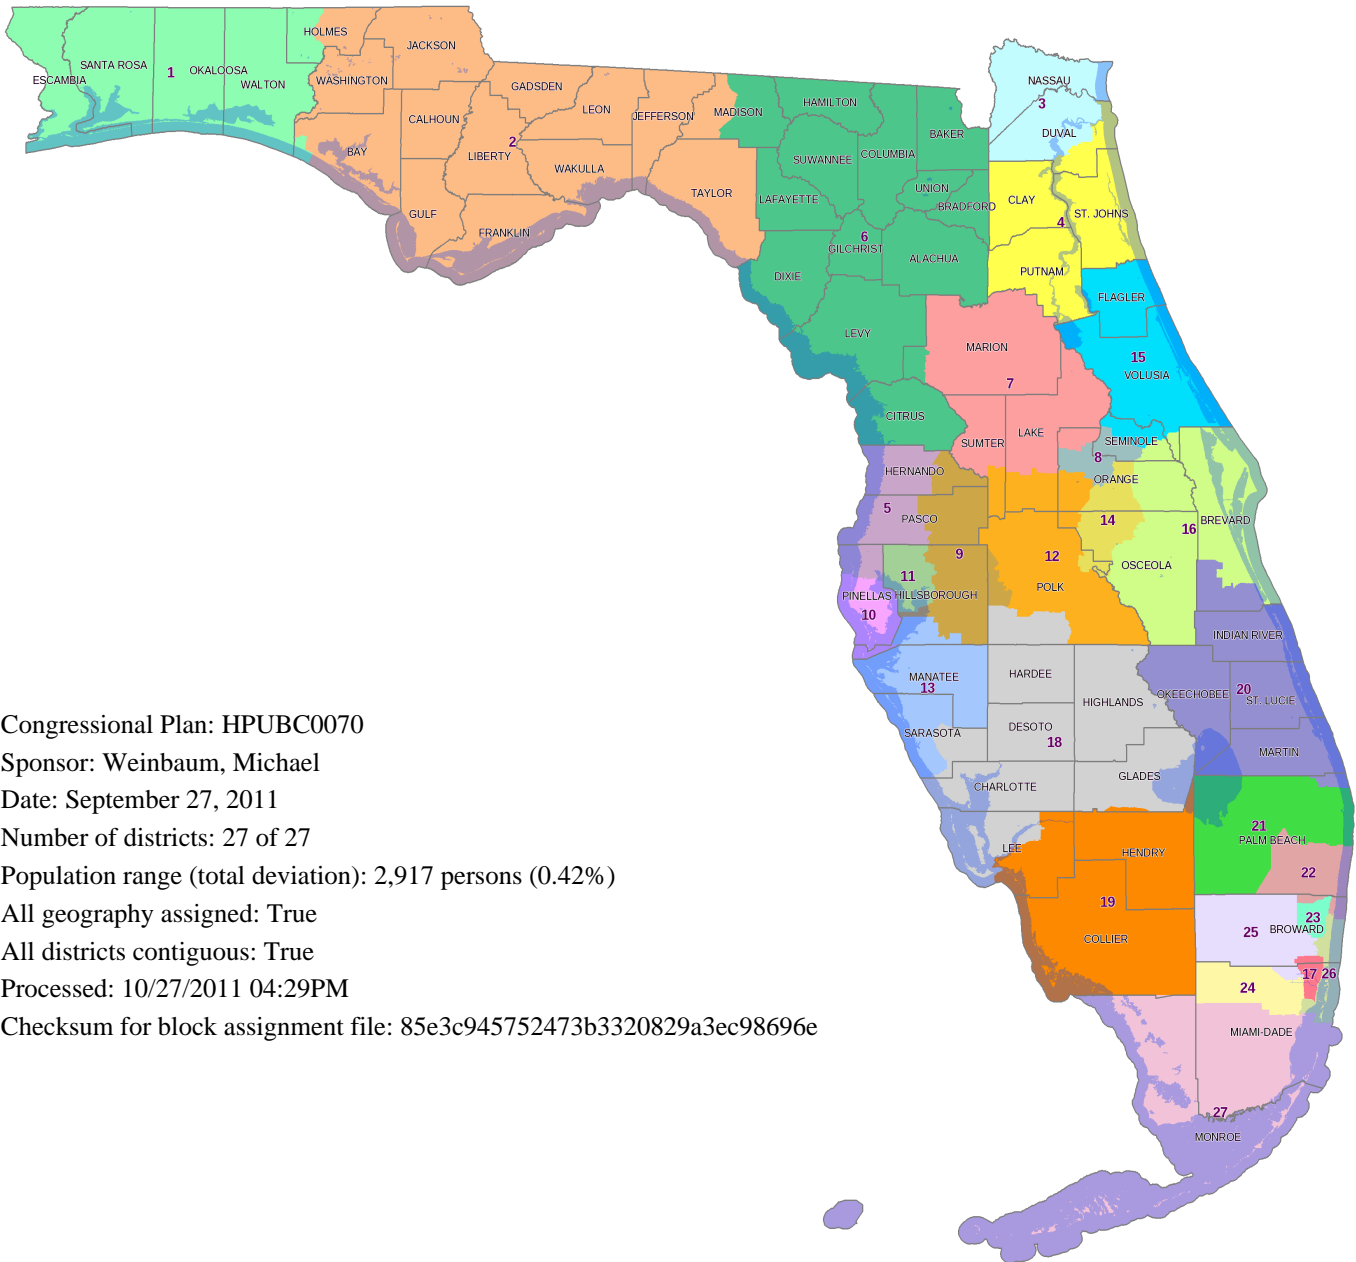 HOLMES
JACKSON
SANTA ROSA
1
OKALOOSA
ESCAMBIA
WALTON
WASHINGTON
GADSDEN
LEON
JEFFERSON
MADISON
HAMILTON
NASSAU
3
DUVAL
CALHOUN
BAY
LIBERTY
2
WAKULLA
TAYLOR
SUWANNEE
COLUMBIA
BAKER
LAFAYETTE
UNION
BRADFORD
CLAY
ST. JOHNS
4
GULF
FRANKLIN
6
GILCHRIST
ALACHUA
DIXIE
PUTNAM
FLAGLER
LEVY
MARION
7
15
VOLUSIA
CITRUS
SUMTER
LAKE
SEMINOLE
8
HERNANDO
ORANGE
5
PASCO
14
16
BREVARD
9
12
OSCEOLA
11
POLK
PINELLAS
HILLSBOROUGH
10
INDIAN RIVER
MANATEE
13
HARDEE
HIGHLANDS
OKEECHOBEE
20
ST. LUCIE
SARASOTA
DESOTO
18
MARTIN
CHARLOTTE
GLADES
21
PALM BEACH
LEE
HENDRY
22
19
COLLIER
25
BROWARD
23
17
26
24
MIAMI-DADE
27
MONROE
Congressional Plan: HPUBC0070
Sponsor: Weinbaum, Michael
Date: September 27, 2011
Number of districts: 27 of 27
Population range (total deviation): 2,917 persons (0.42%)
All geography assigned: True
All districts contiguous: True
Processed: 10/27/2011 04:29PM
Checksum for block assignment file: 85e3c945752473b3320829a3ec98696e